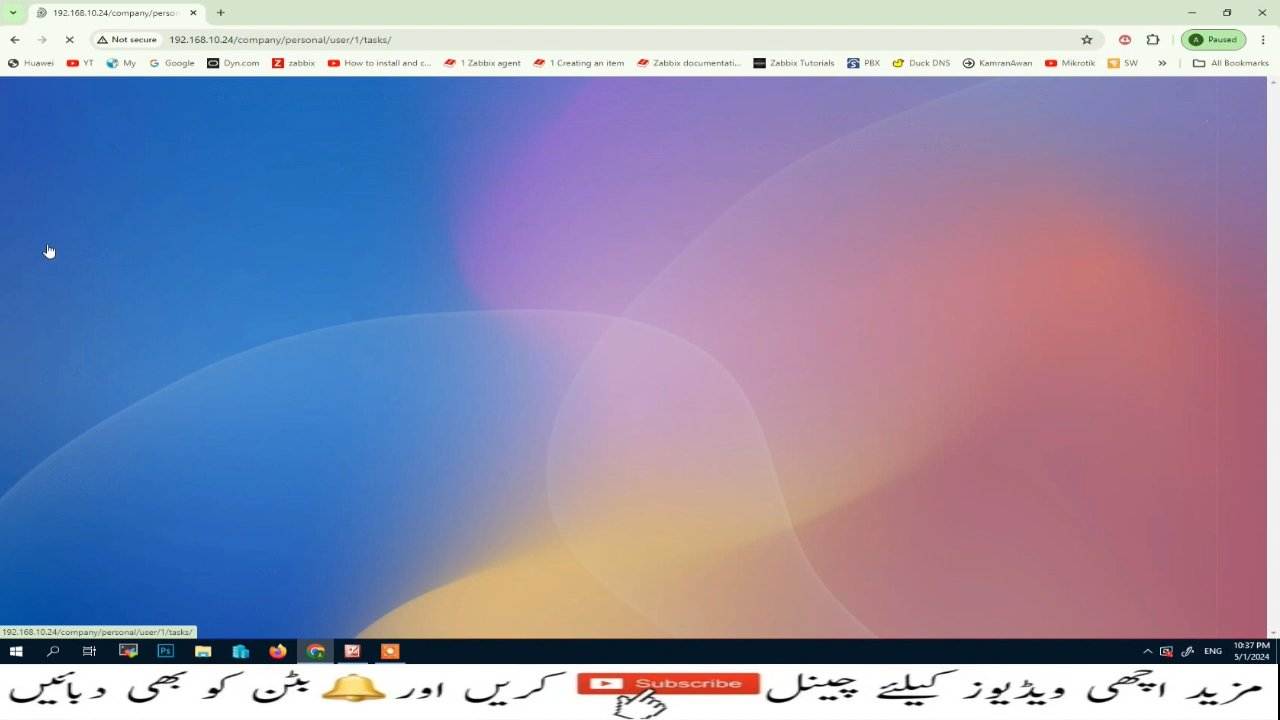 192.168.10.24/company/person
Not secure
192.168.10.24/company/personal/user/1/tasks/
A Paused
Huawei YT My Google Dyn.com zabbix How to install and c... 1 Zabbix agent 1 Creating an item Zabbix documentati... Zabbix Tutorials PBX Duck DNS KamranAwan Mikrotik SW » All Bookmarks
192.168.10.24/company/personal/user/1/tasks/
Ps
ENG
10:37 PM
5/1/2024
مزید اچھی ویڈیوز کیلئے چینل Subscribe کریں اور بٹن کو بھی دبائیں